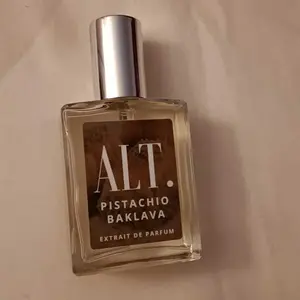 ALT.
PISTACHIO
BAKLAVA
EXTRAIT DE PARFUM